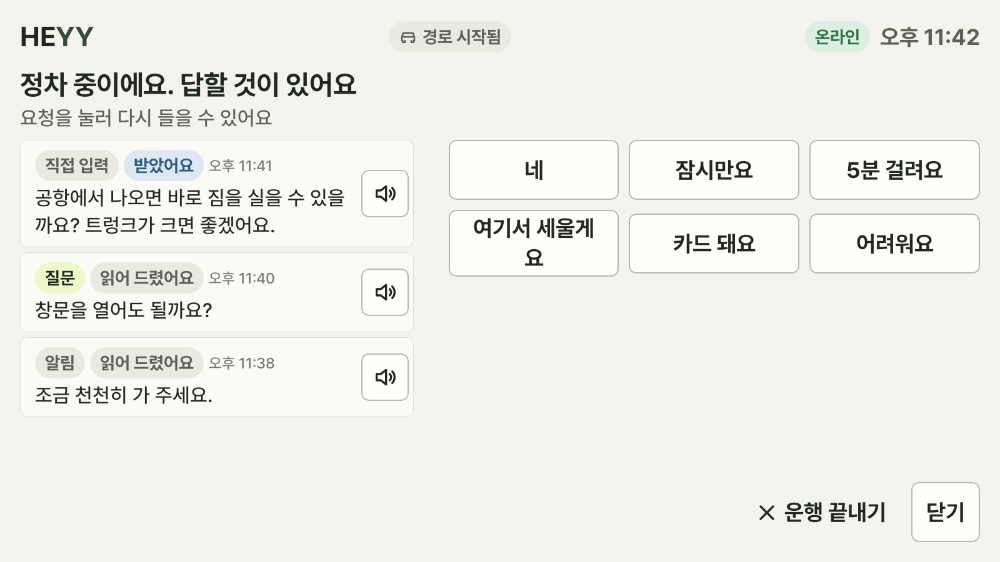 HEYY
경로 시작됨
온라인 오후 11:42
정차 중이에요. 답할 것이 있어요
요청을 눌러 다시 들을 수 있어요
직접 입력 받았어요 오후 11:41
공항에서 나오면 바로 짐을 실을 수 있을
까요? 트렁크가 크면 좋겠어요.
질문 읽어 드렸어요 오후 11:40
창문을 열어도 될까요?
알림 읽어 드렸어요 오후 11:38
조금 천천히 가 주세요.
네
잠시만요
5분 걸려요
여기서 세울게
요
카드 돼요
어려워요
운행 끝내기
닫기